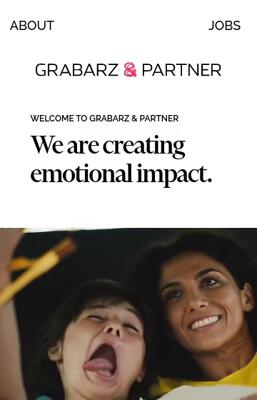 ABOUT JOBS
GRABARZ & PARTNER
WELCOME TO GRABARZ & PARTNER
We are creating
emotional impact.